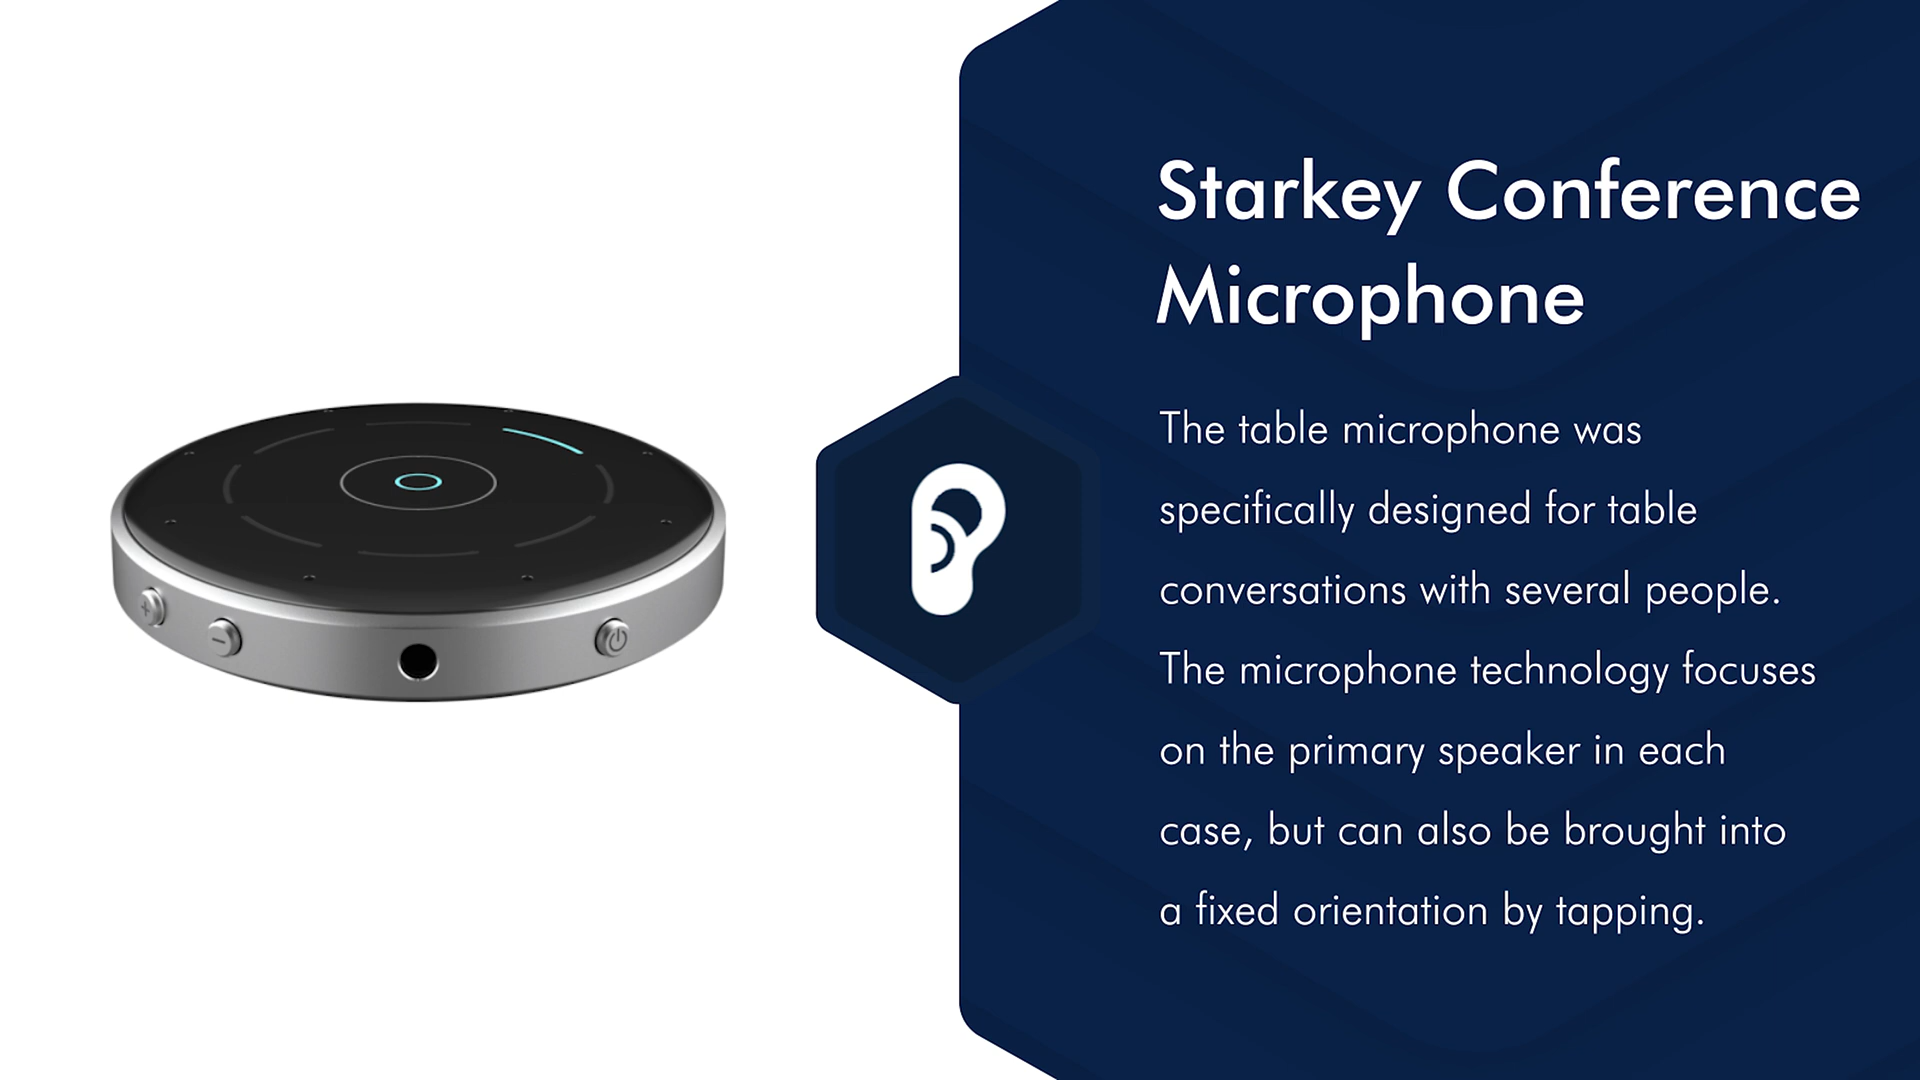 Starkey Conference
Microphone
The table microphone was
specifically designed for table
conversations with several people.
The microphone technology focuses
on the primary speaker in each
case, but can also be brought into
a fixed orientation by tapping.